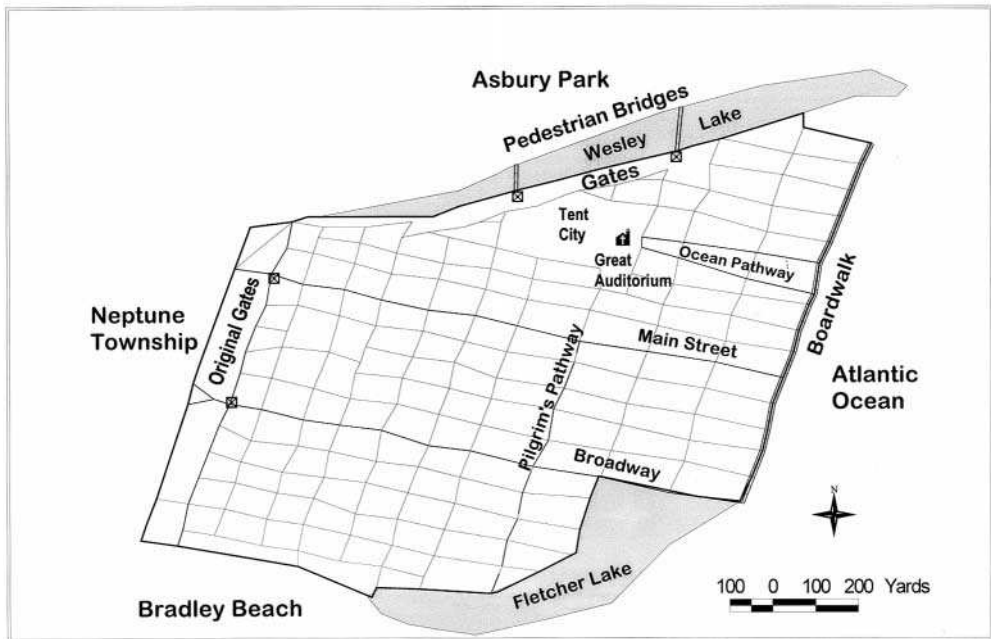 Asbury Park
Pedestrian Bridges
Wesley Lake
Gates
Tent
City
Great
Auditorium
Ocean Pathway
Neptune
Township
Original Gates
Boardwalk
Main Street
Pilgrim's Pathway
Atlantic
Ocean
Broadway
N
Fletcher Lake
Bradley Beach
100 0 100 200 Yards